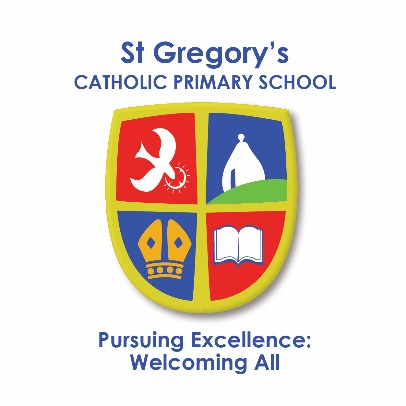 St Gregory's
CATHOLIC PRIMARY SCHOOL
Pursuing Excellence:
Welcoming All